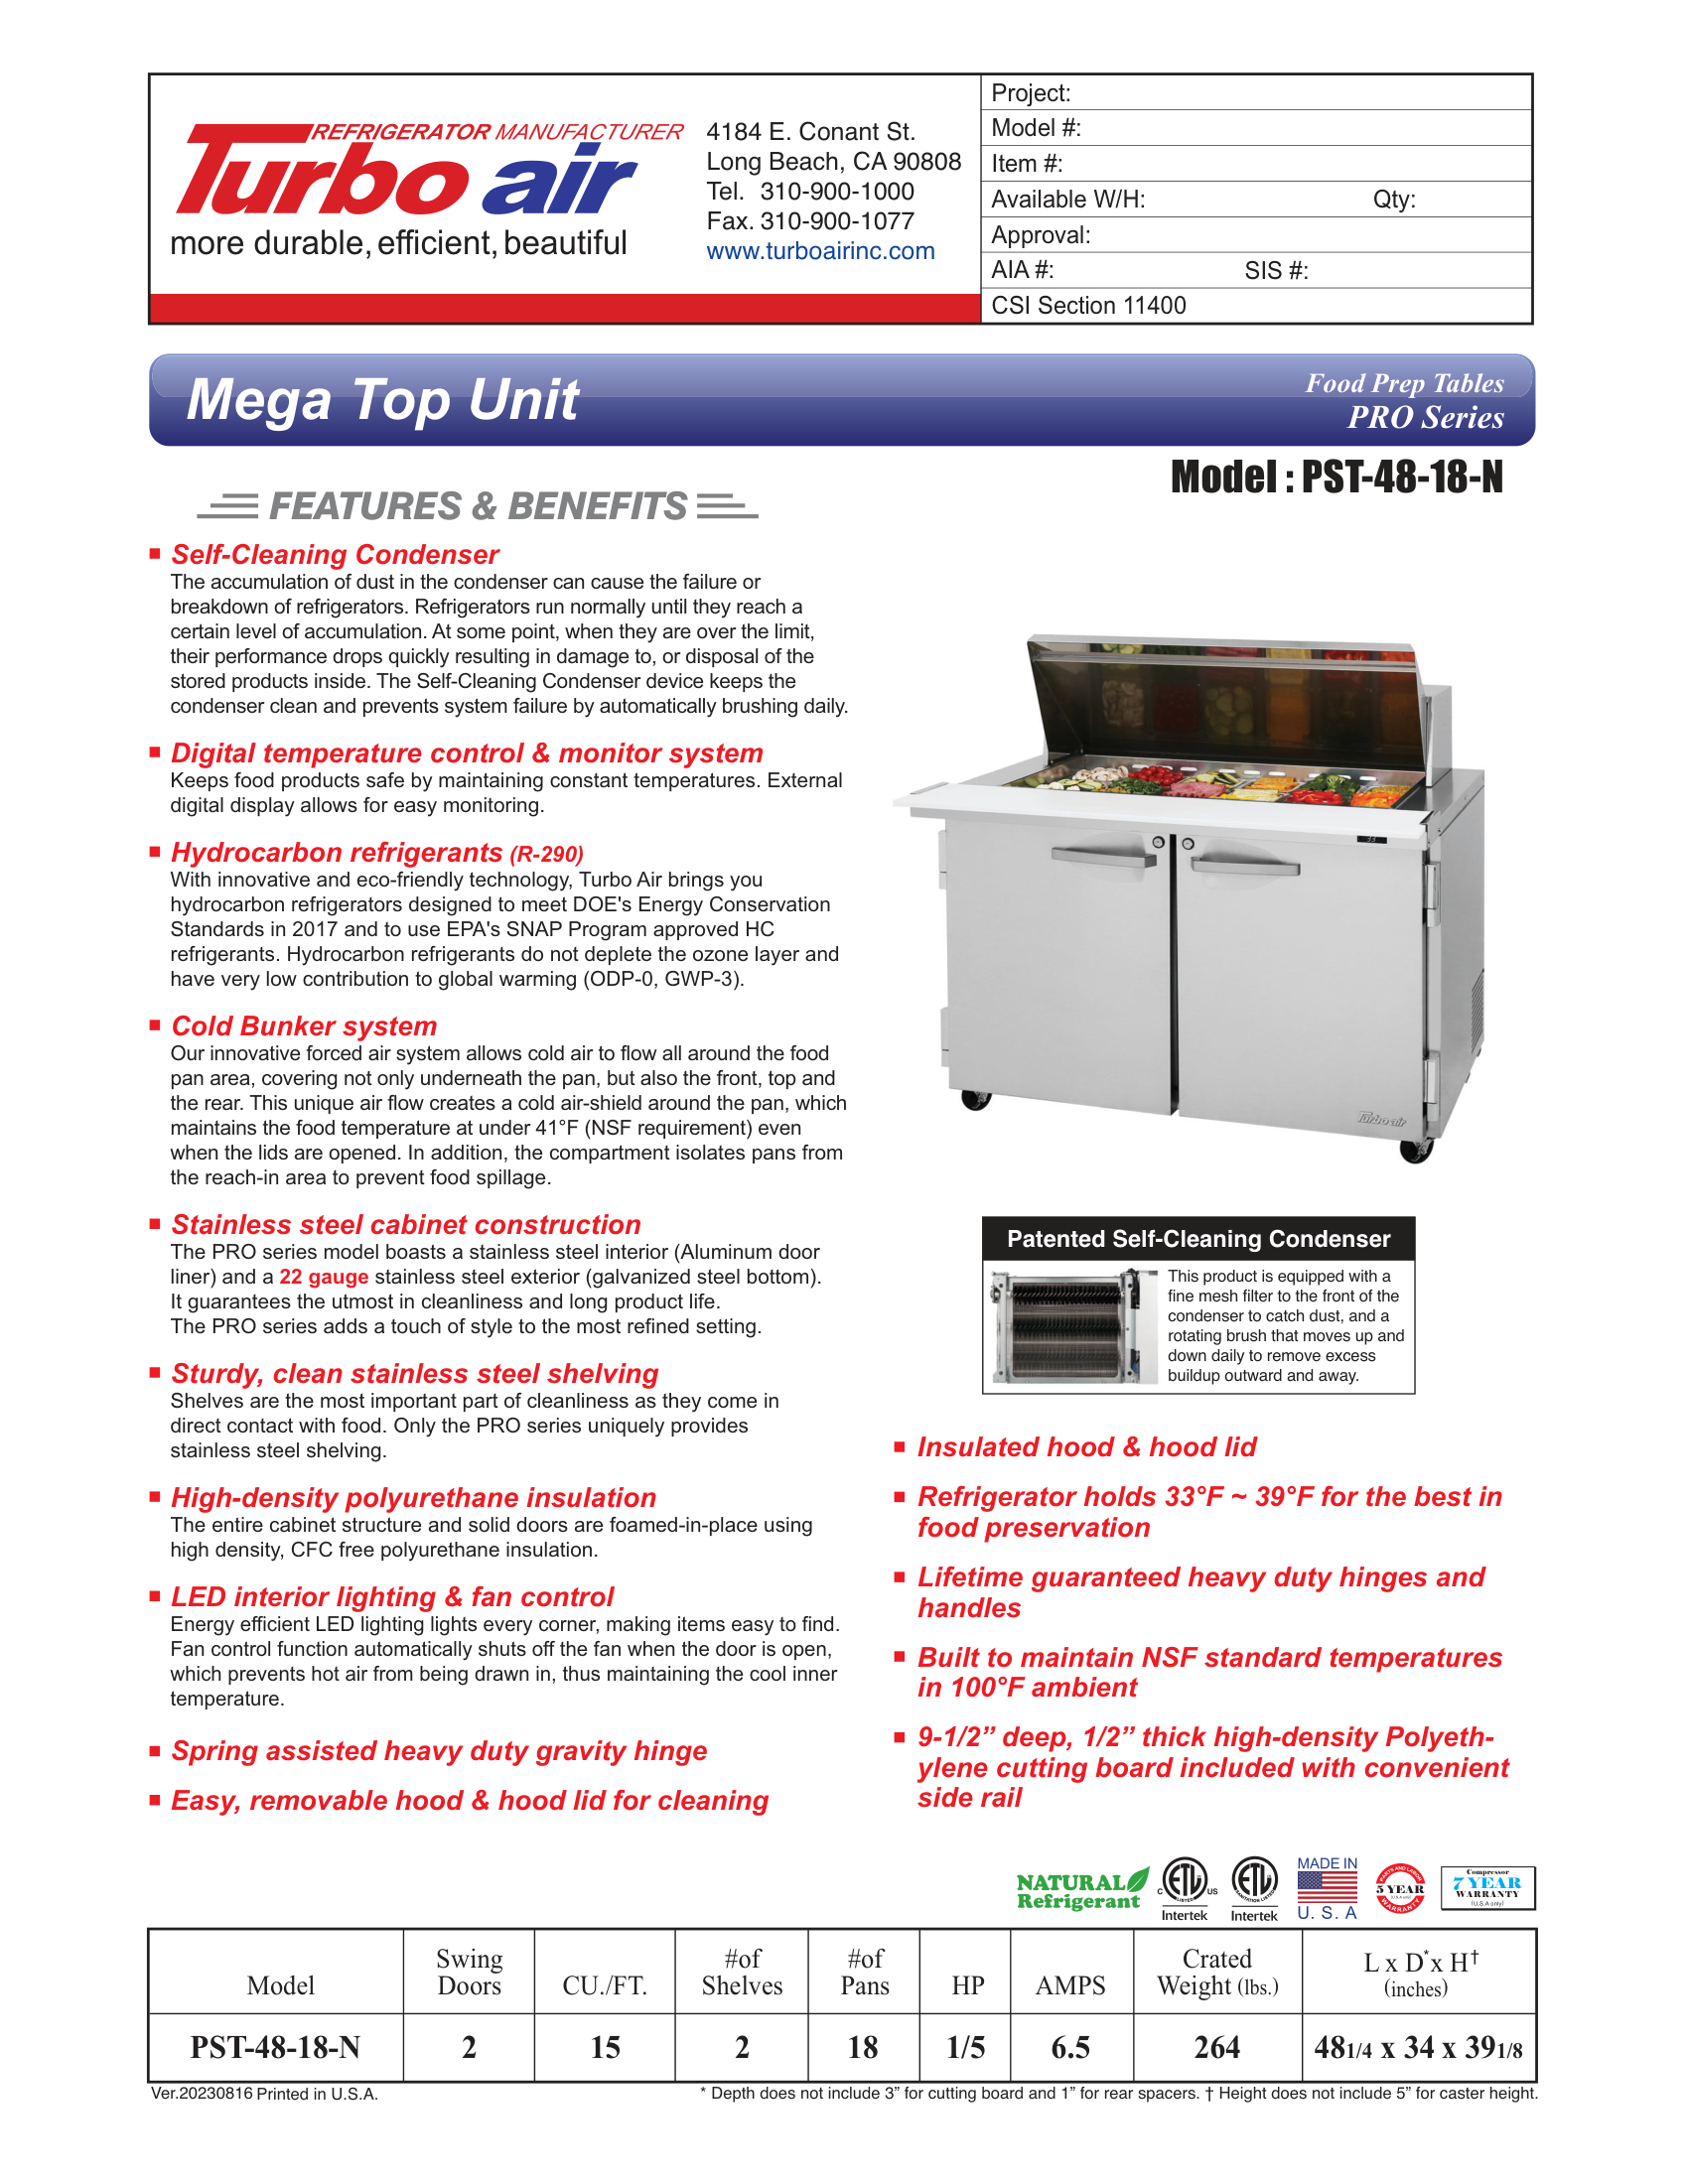 REFRIGERATOR MANUFACTURER
Turbo air
more durable, efficient, beautiful
4184 E. Conant St.
Long Beach, CA 90808
Tel. 310-900-1000
Fax. 310-900-1077
www.turboairinc.com
Project:
Model #:
Item #:
Available W/H: Qty:
Approval:
AIA #: SIS #:
CSI Section 11400
Mega Top Unit
Food Prep Tables
PRO Series
Model : PST-48-18-N
FEATURES & BENEFITS
Self-Cleaning Condenser
The accumulation of dust in the condenser can cause the failure or
breakdown of refrigerators. Refrigerators run normally until they reach a
certain level of accumulation. At some point, when they are over the limit,
their performance drops quickly resulting in damage to, or disposal of the
stored products inside. The Self-Cleaning Condenser device keeps the
condenser clean and prevents system failure by automatically brushing daily.
Digital temperature control & monitor system
Keeps food products safe by maintaining constant temperatures. External
digital display allows for easy monitoring.
Hydrocarbon refrigerants (R-290)
With innovative and eco-friendly technology, Turbo Air brings you
hydrocarbon refrigerators designed to meet DOE's Energy Conservation
Standards in 2017 and to use EPA's SNAP Program approved HC
refrigerants. Hydrocarbon refrigerants do not deplete the ozone layer and
have very low contribution to global warming (ODP-0, GWP-3).
Cold Bunker system
Our innovative forced air system allows cold air to flow all around the food
pan area, covering not only underneath the pan, but also the front, top and
the rear. This unique air flow creates a cold air-shield around the pan, which
maintains the food temperature at under 41°F (NSF requirement) even
when the lids are opened. In addition, the compartment isolates pans from
the reach-in area to prevent food spillage.
Stainless steel cabinet construction
The PRO series model boasts a stainless steel interior (Aluminum door
liner) and a 22 gauge stainless steel exterior (galvanized steel bottom).
It guarantees the utmost in cleanliness and long product life.
The PRO series adds a touch of style to the most refined setting.
Sturdy, clean stainless steel shelving
Shelves are the most important part of cleanliness as they come in
direct contact with food. Only the PRO series uniquely provides
stainless steel shelving.
High-density polyurethane insulation
The entire cabinet structure and solid doors are foamed-in-place using
high density, CFC free polyurethane insulation.
LED interior lighting & fan control
Energy efficient LED lighting lights every corner, making items easy to find.
Fan control function automatically shuts off the fan when the door is open,
which prevents hot air from being drawn in, thus maintaining the cool inner
temperature.
Spring assisted heavy duty gravity hinge
Easy, removable hood & hood lid for cleaning
33
Turbo air
Patented Self-Cleaning Condenser
This product is equipped with a
fine mesh filter to the front of the
condenser to catch dust, and a
rotating brush that moves up and
down daily to remove excess
buildup outward and away.
Insulated hood & hood lid
Refrigerator holds 33°F ~ 39°F for the best in
food preservation
Lifetime guaranteed heavy duty hinges and
handles
Built to maintain NSF standard temperatures
in 100°F ambient
9-1/2” deep, 1/2” thick high-density Polyeth-
ylene cutting board included with convenient
side rail
NATURAL
Refrigerant
C ETL US
LISTED
Intertek
ETL
SANITATION LISTED
Intertek
MADE IN
U. S. A
PARTS AND LABOR
5 YEAR
(U.S.A only)
WARRANTY
Compressor
7 YEAR
WARRANTY
(U.S.A only)
Model Swing Doors CU./FT. #of Shelves #of Pans HP AMPS Crated Weight (lbs.) L x D* x H† (inches)
PST-48-18-N 2 15 2 18 1/5 6.5 264 481/4 x 34 x 391/8
Ver.20230816 Printed in U.S.A.
* Depth does not include 3” for cutting board and 1” for rear spacers. † Height does not include 5” for caster height.